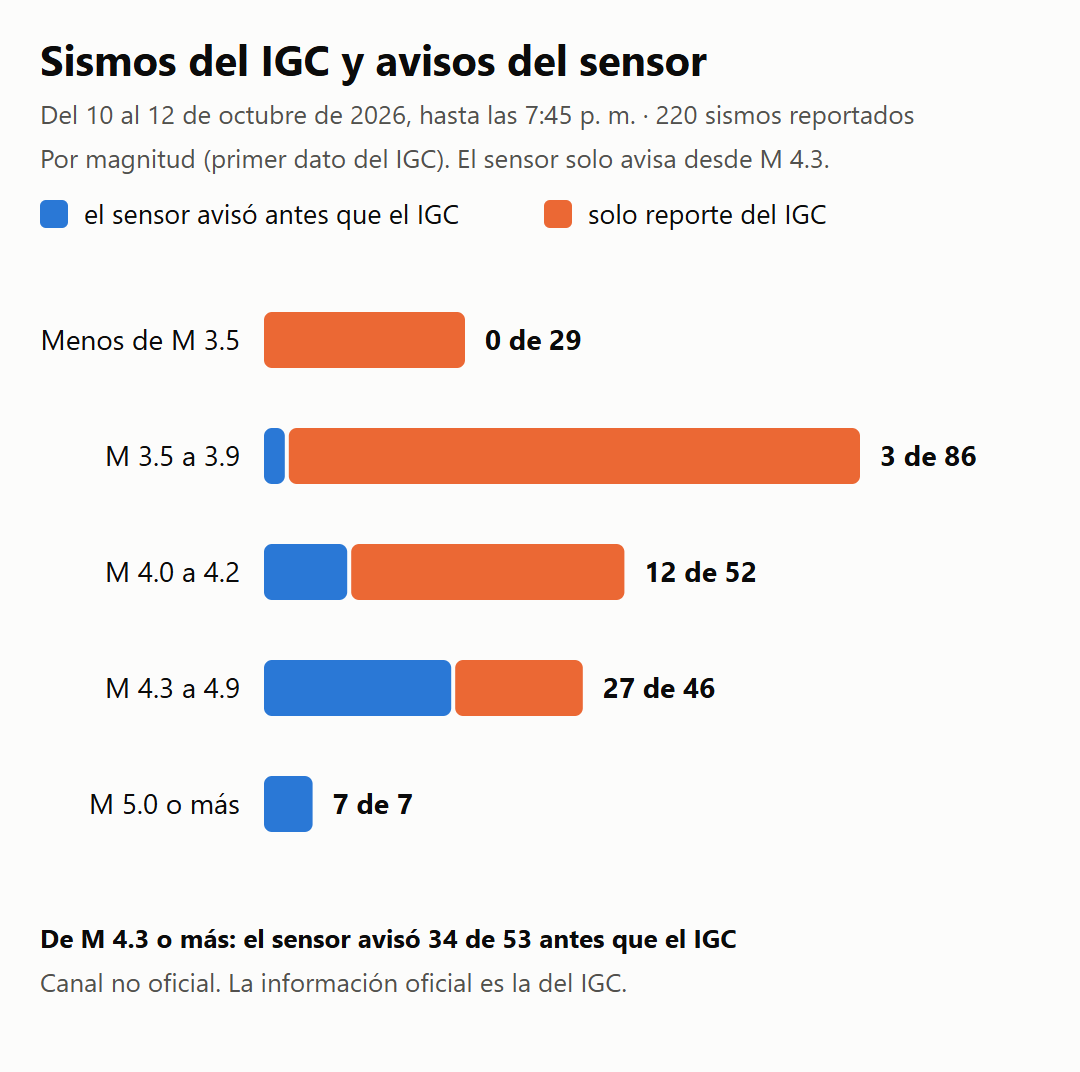 Sismos del IGC y avisos del sensor
Del 10 al 12 de octubre de 2026, hasta las 7:45 p. m. · 220 sismos reportados
Por magnitud (primer dato del IGC). El sensor solo avisa desde M 4.3.
el sensor avisó antes que el IGC
solo reporte del IGC
Menos de M 3.5
0 de 29
M 3.5 a 3.9
3 de 86
M 4.0 a 4.2
12 de 52
M 4.3 a 4.9
27 de 46
M 5.0 o más
7 de 7
De M 4.3 o más: el sensor avisó 34 de 53 antes que el IGC
Canal no oficial. La información oficial es la del IGC.